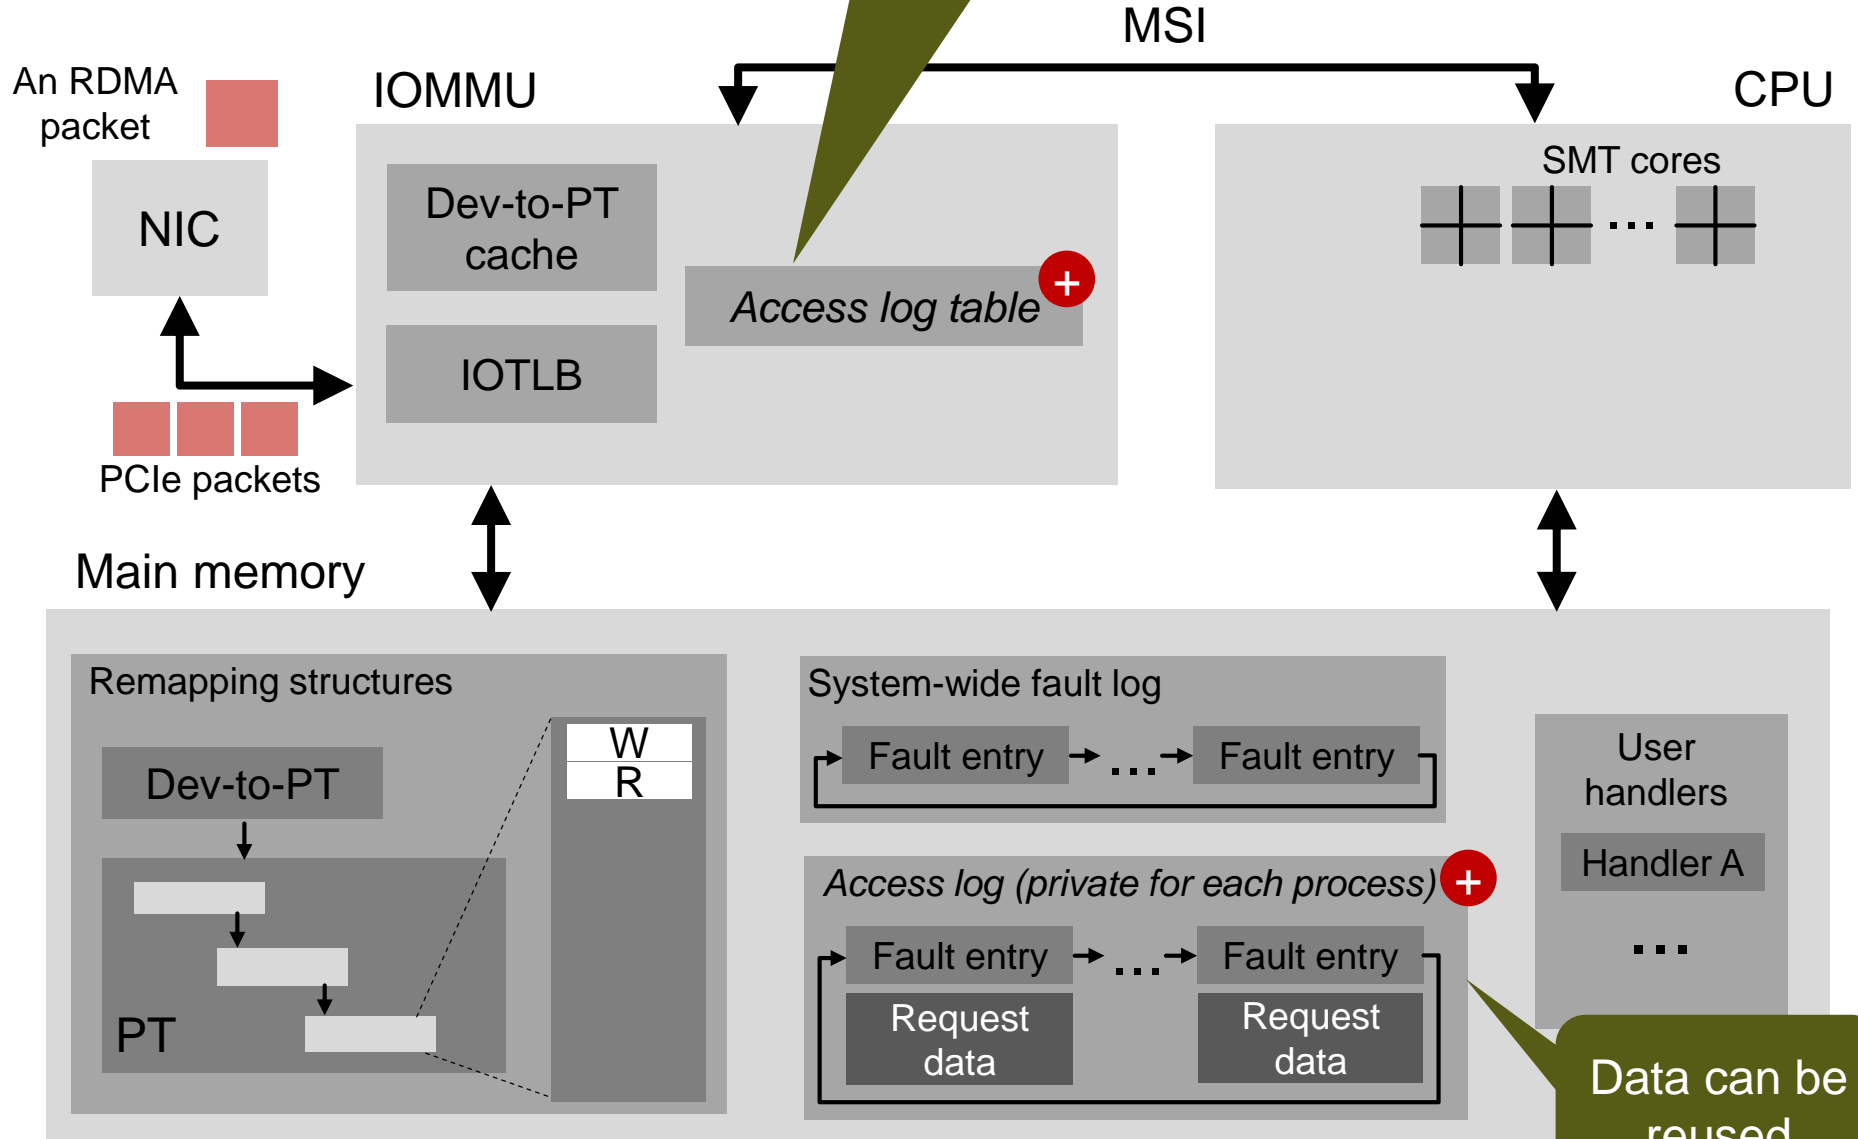 MSI
An RDMA
packet
IOMMU
CPU
SMT cores
NIC
Dev-to-PT
cache
Access log table
+
IOTLB
PCIe packets
Main memory
Remapping structures
Dev-to-PT
PT
W
R
System-wide fault log
Fault entry
...
Fault entry
Access log (private for each process)
+
Fault entry
...
Fault entry
Request
data
Request
data
User
handlers
Handler A
...
Data can be
reused